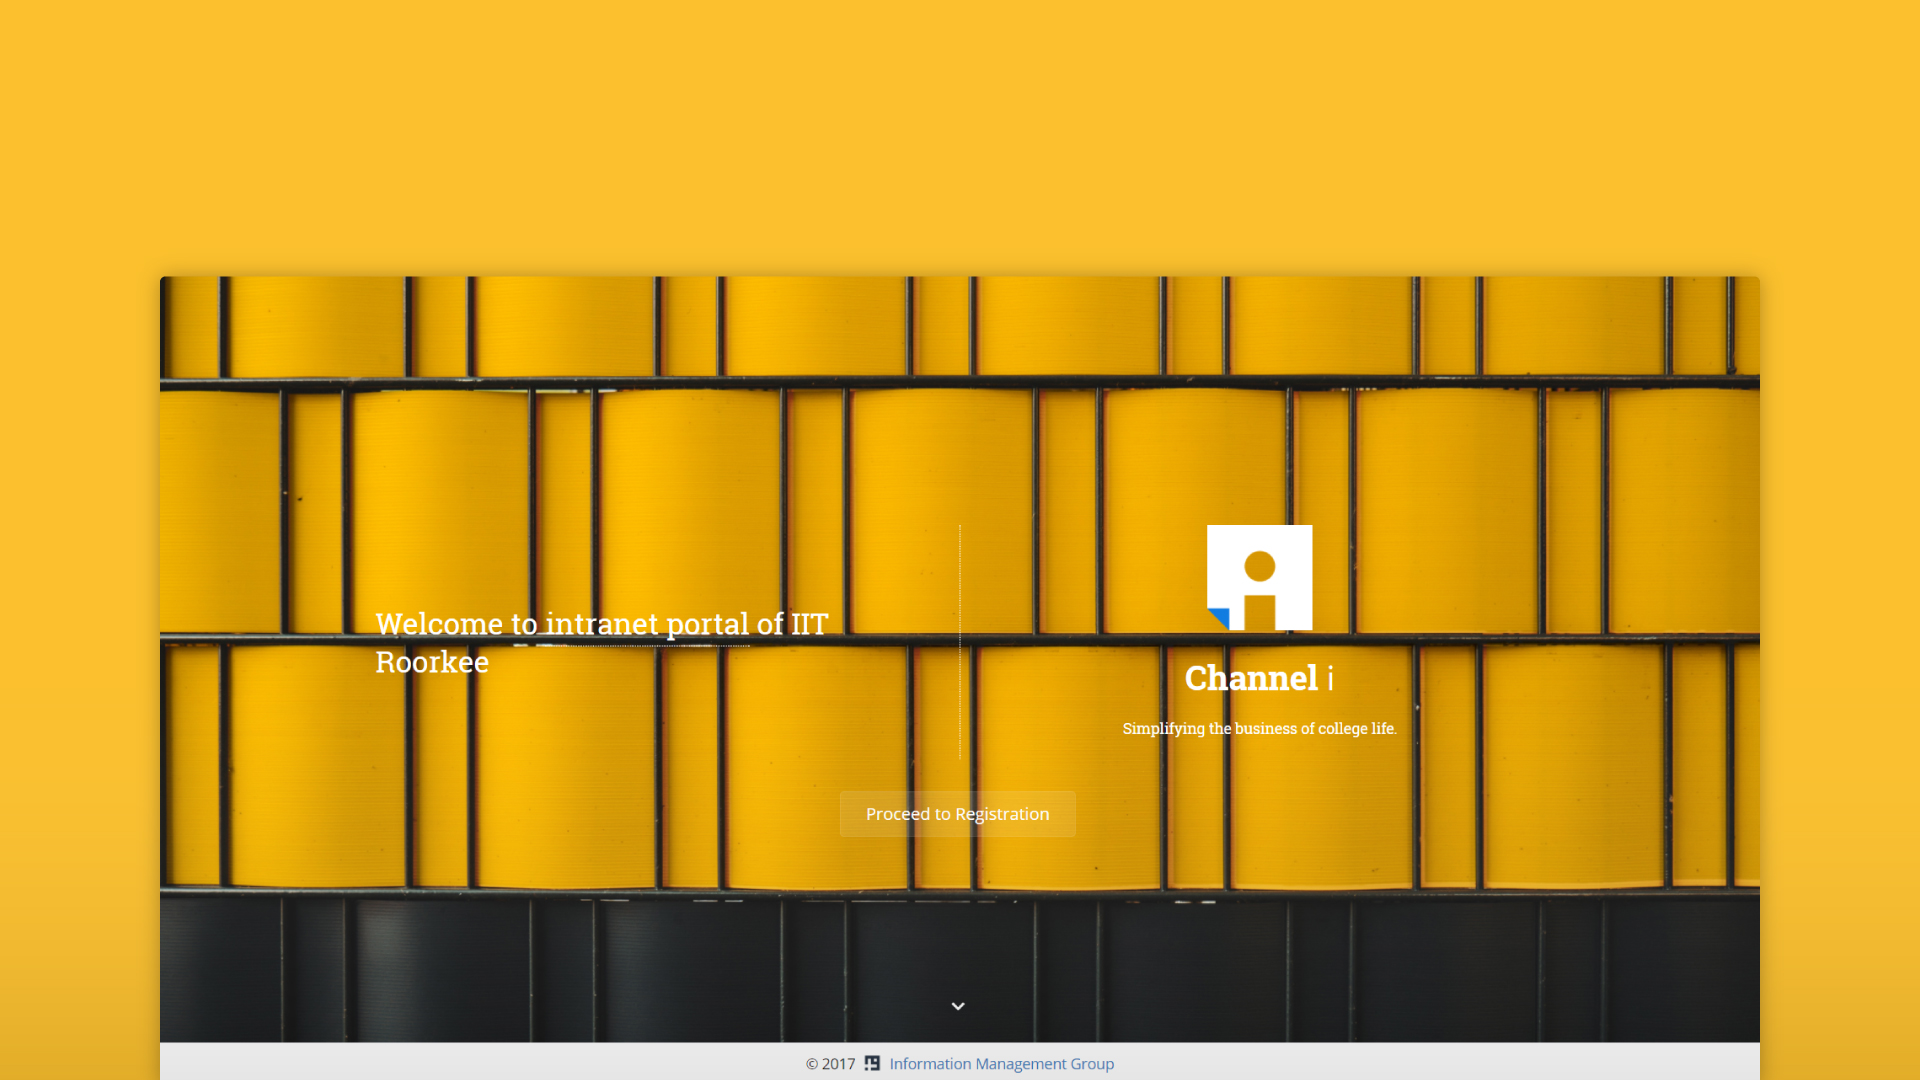 Welcome to intranet portal of IIT
Roorkee
Channel i
Simplifying the business of college life.
Proceed to Registration
© 2017 Information Management Group